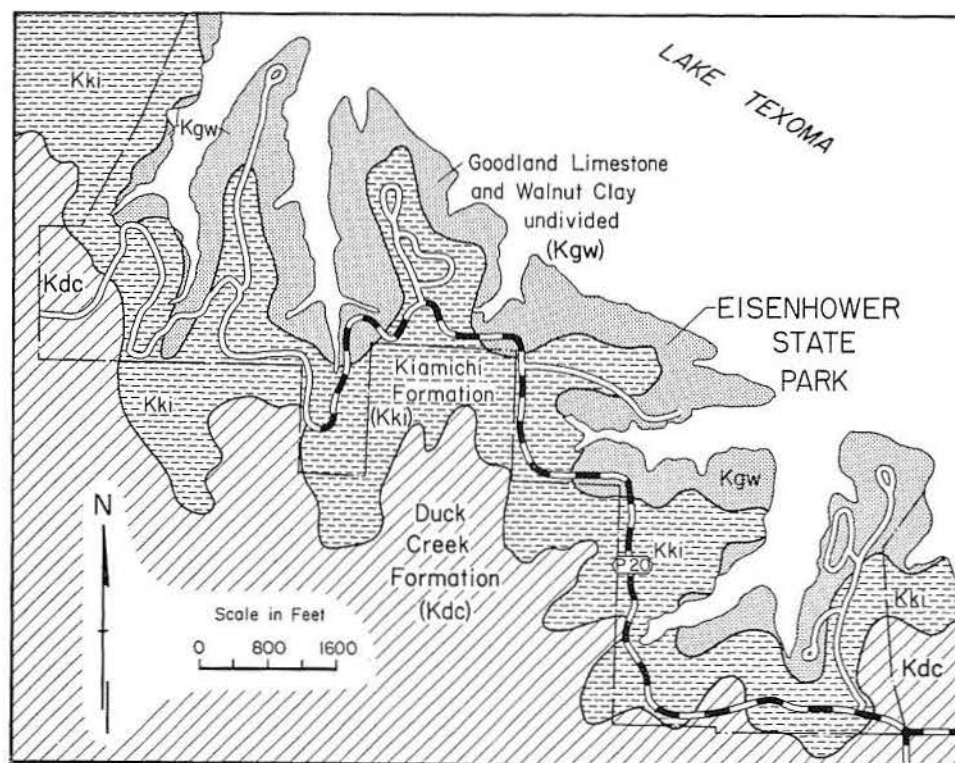 Kki
LAKE TEXOMA
Kgw
Goodland Limestone
and Walnut Clay
undivided
(Kgw)
Kdc
EISENHOWER
STATE
PARK
Kiamichi
Formation
(Kki)
Kki
Kgw
N
Duck
Creek
Formation
(Kdc)
Kki
P 20
Scale in Feet
0 800 1600
Kki
Kdc